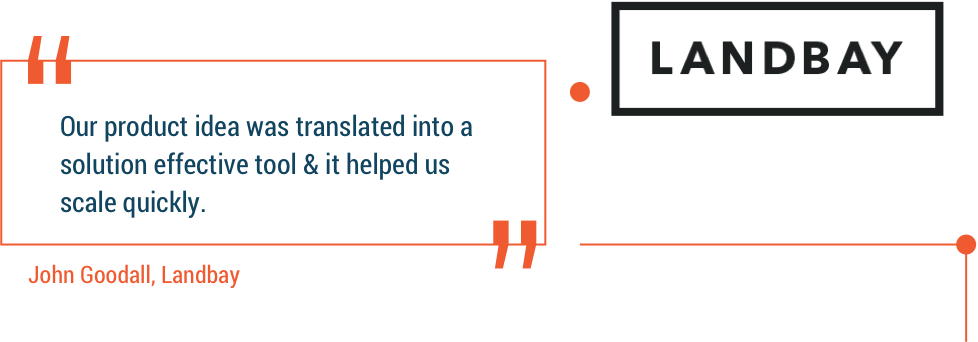 LANDBAY
“
Our product idea was translated into a
solution effective tool & it helped us
scale quickly.
”
John Goodall, Landbay